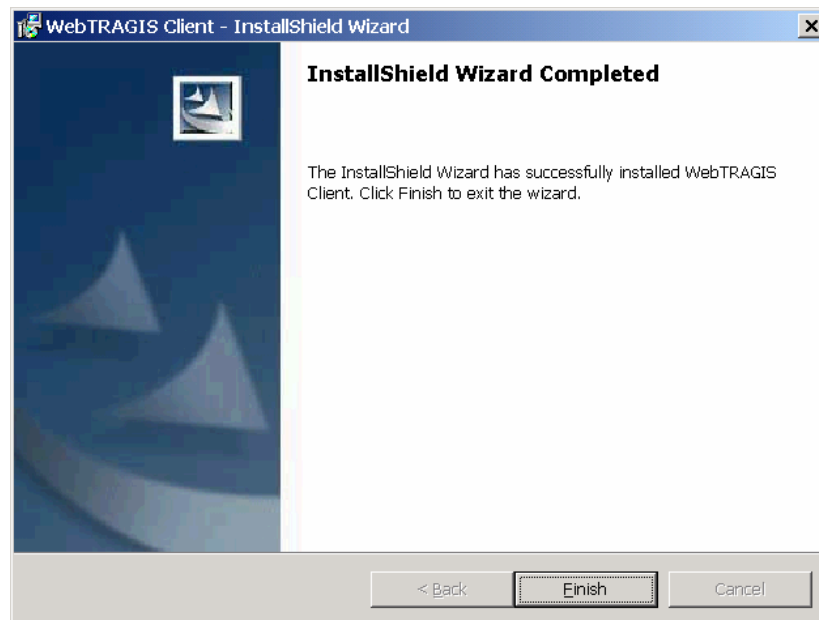 WebTRAGIS Client - InstallShield Wizard
InstallShield Wizard Completed
The InstallShield Wizard has successfully installed WebTRAGIS
Client. Click Finish to exit the wizard.
< Back Finish Cancel